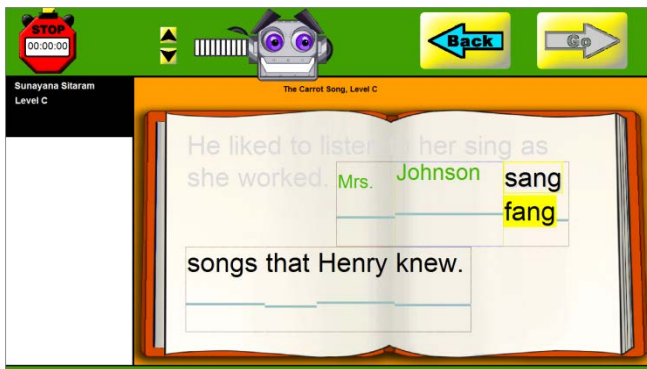 STOP
00:00:00
Back
Go
Sunayana Sitaram
Level C
The Carrot Song, Level C
He liked to listen to her sing as
she worked. Mrs. Johnson sang
fang
songs that Henry knew.